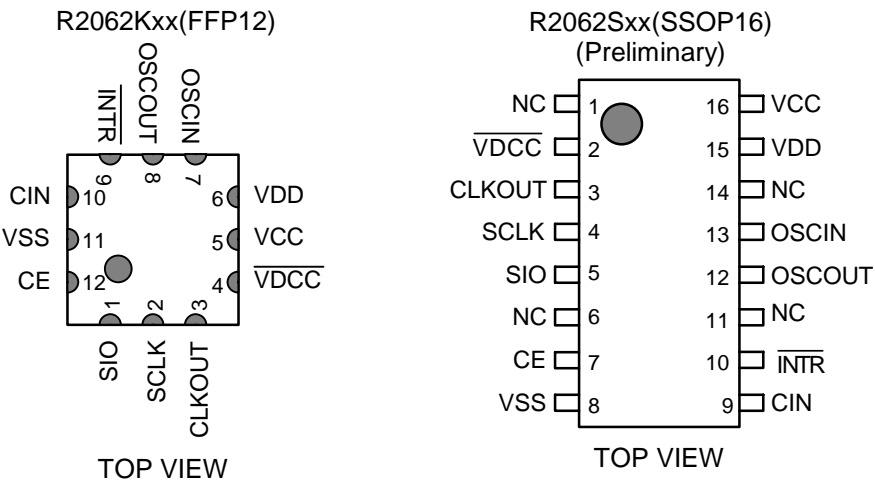 R2062Kxx(FFP12)
INTR
OSCOUT
OSCIN
9
8
7
CIN 10
6 VDD
VSS 11
5 VCC
CE 12
4 VDCC
1
2
3
SIO
SCLK
CLKOUT
TOP VIEW
R2062Sxx(SSOP16)
(Preliminary)
NC 1
16 VCC
VDCC 2
15 VDD
CLKOUT 3
14 NC
SCLK 4
13 OSCIN
SIO 5
12 OSCOUT
NC 6
11 NC
CE 7
10 INTR
VSS 8
9 CIN
TOP VIEW